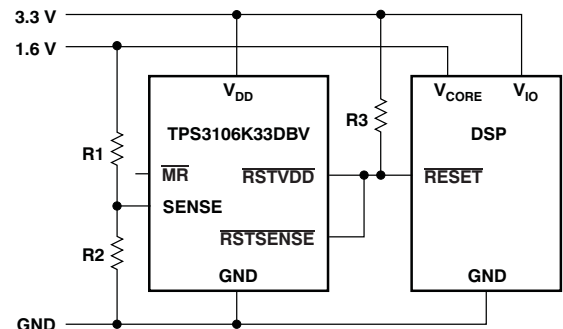 3.3 V
1.6 V
VDD
VCORE
VIO
TPS3106K33DBV
R3
DSP
R1
MR
RSTVDD
RESET
SENSE
RSTSENSE
R2
GND
GND
GND